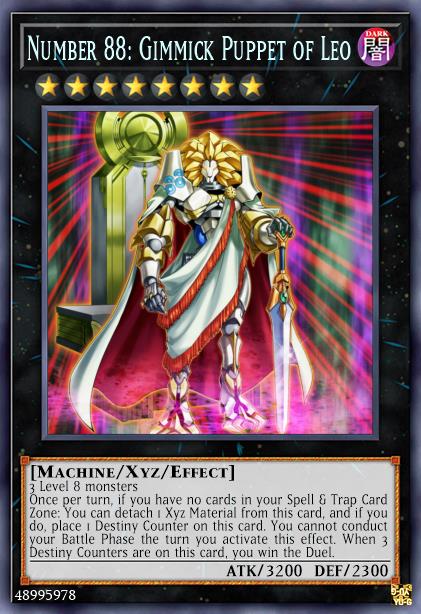 Number 88: Gimmick Puppet of Leo
DARK
闇
[Machine/Xyz/Effect]
3 Level 8 monsters
Once per turn, if you have no cards in your Spell & Trap Card
Zone: You can detach 1 Xyz Material from this card, and if you
do, place 1 Destiny Counter on this card. You cannot conduct
your Battle Phase the turn you activate this effect. When 3
Destiny Counters are on this card, you win the Duel.
ATK/3200 DEF/2300
48995978